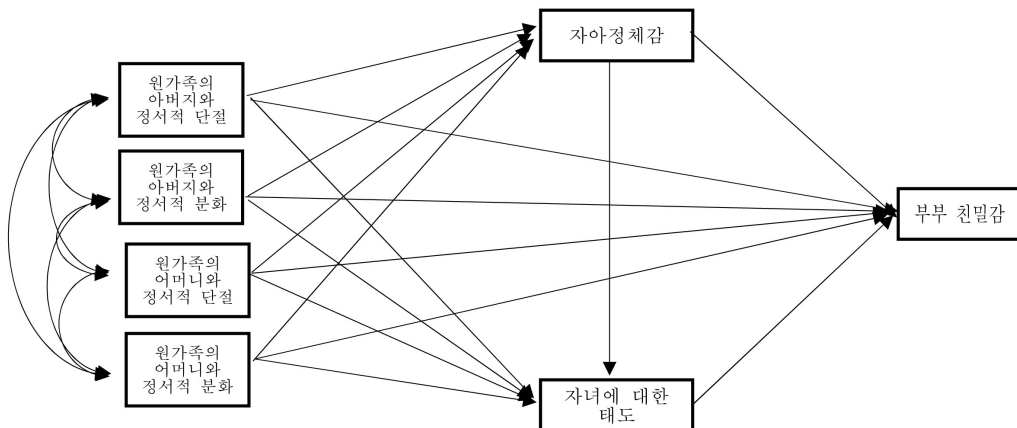 자아정체감
원가족의
아버지와
정서적 단절
원가족의
아버지와
정서적 분화
부부 친밀감
원가족의
어머니와
정서적 단절
원가족의
어머니와
정서적 분화
자녀에 대한
태도